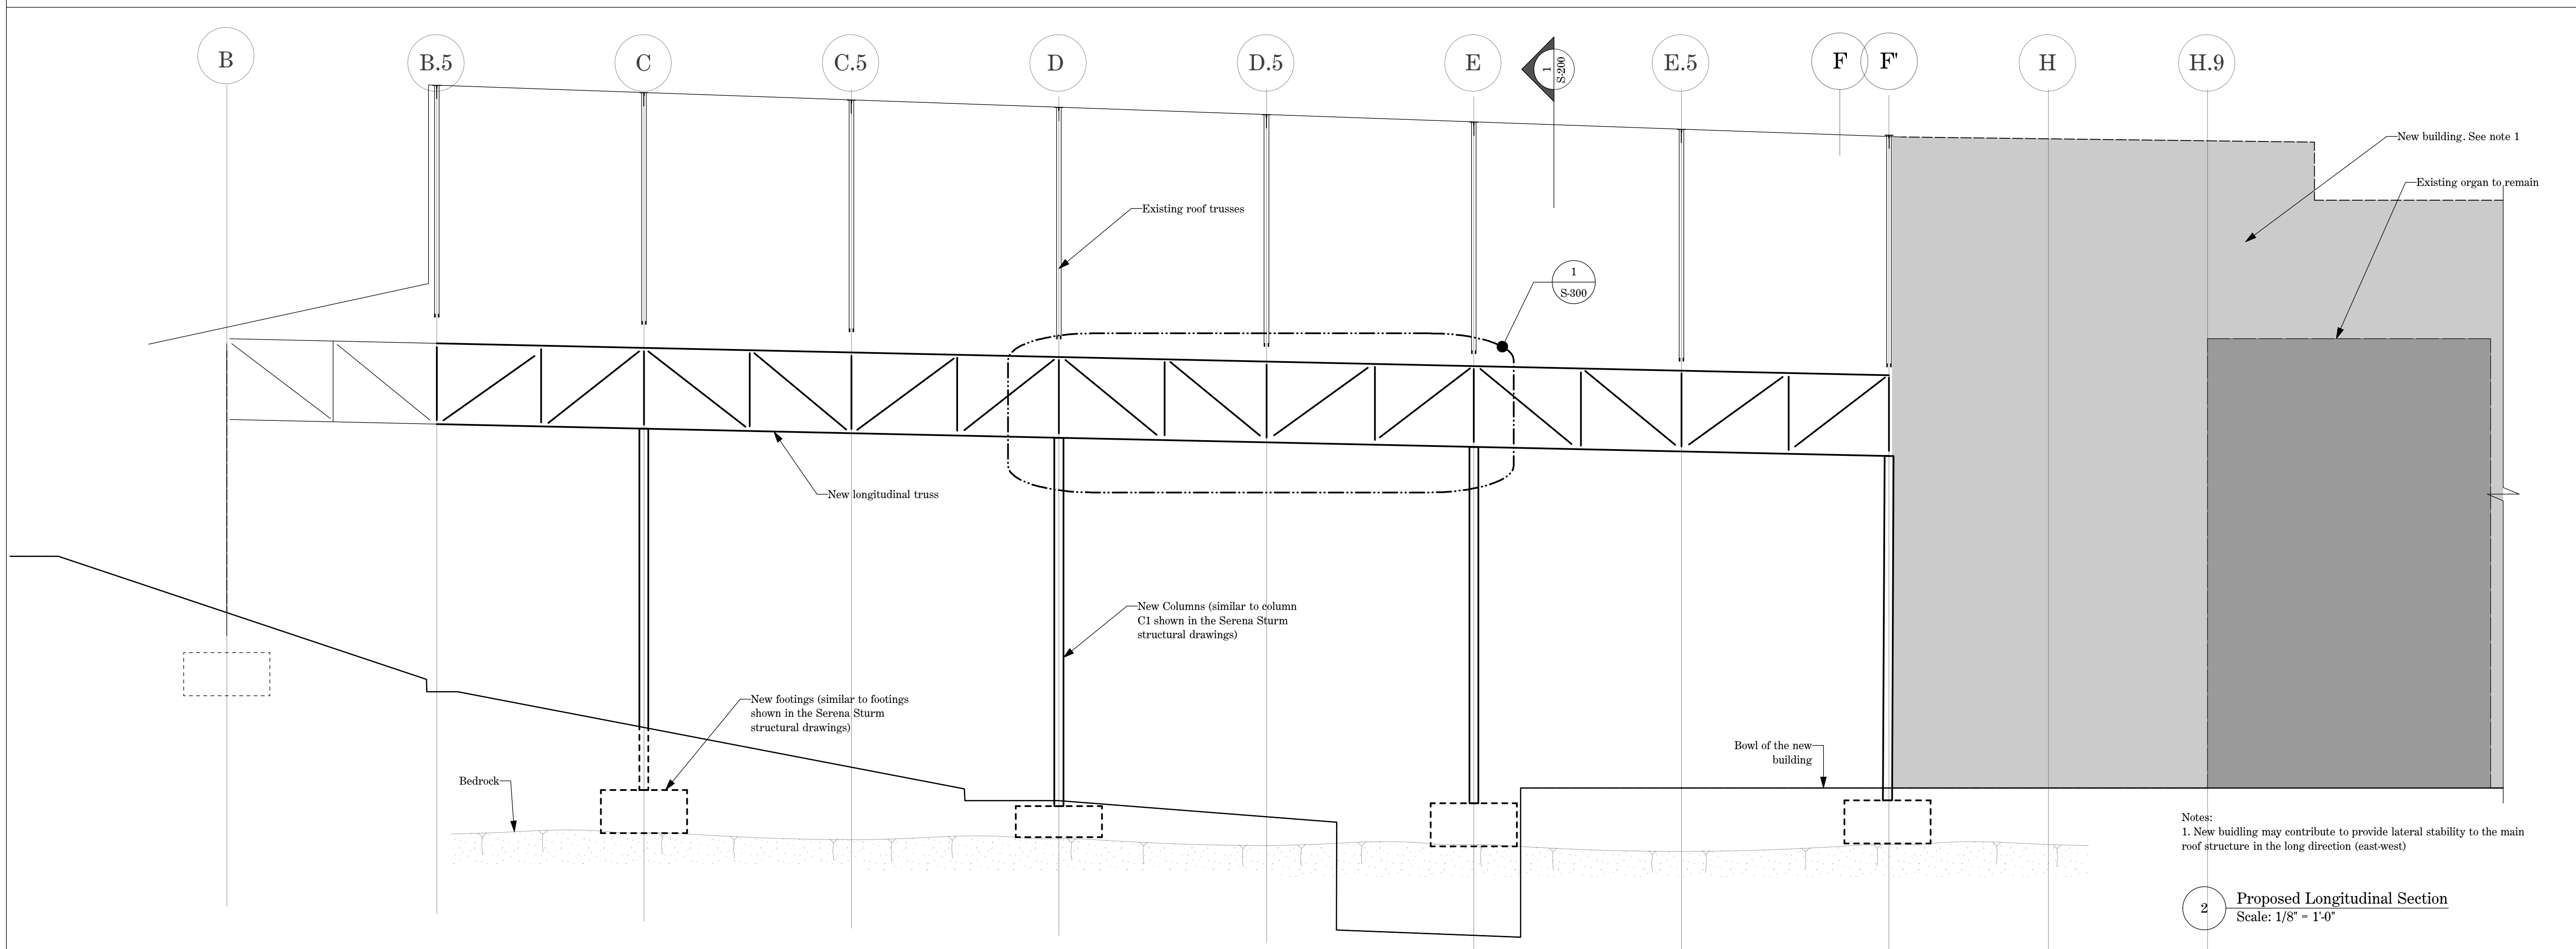 B
B.5
C
C.5
D
D.5
E
1
S-200
E.5
F
F'
H
H.9
New building. See note 1
Existing organ to remain
Existing roof trusses
1
S-300
New longitudinal truss
New Columns (similar to column
C1 shown in the Serena Sturm
structural drawings)
New footings (similar to footings
shown in the Serena Sturm
structural drawings)
Bedrock
Bowl of the new
building
Notes:
1. New buidling may contribute to provide lateral stability to the main
roof structure in the long direction (east-west)
2
Proposed Longitudinal Section
Scale: 1/8" = 1'-0"